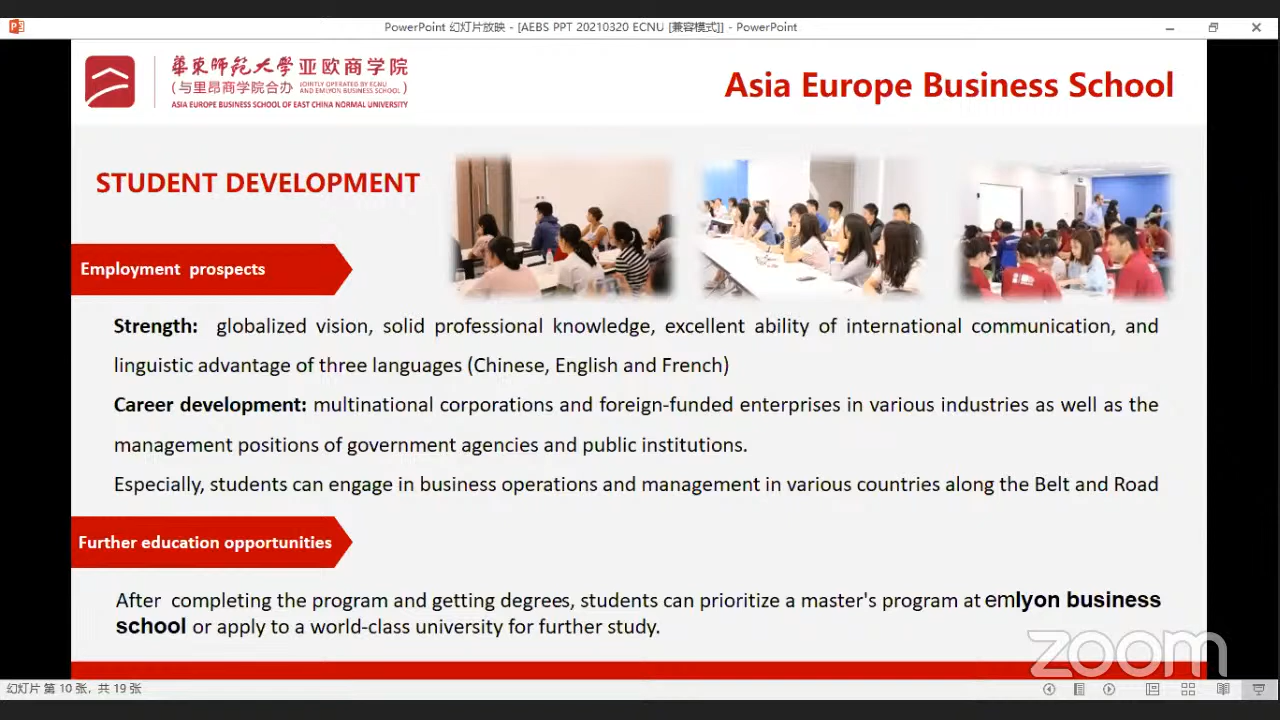 PowerPoint 幻灯片放映 - [AEBS PPT 20210320 ECNU [兼容模式]] - PowerPoint
華東師範大學 亚欧商学院
(与里昂商学院合办 JOINTLY OPERATED BY ECNU AND EMLYON BUSINESS SCHOOL)
ASIA EUROPE BUSINESS SCHOOL OF EAST CHINA NORMAL UNIVERSITY
Asia Europe Business School
STUDENT DEVELOPMENT
Employment prospects
Strength: globalized vision, solid professional knowledge, excellent ability of international communication, and
linguistic advantage of three languages (Chinese, English and French)
Career development: multinational corporations and foreign-funded enterprises in various industries as well as the
management positions of government agencies and public institutions.
Especially, students can engage in business operations and management in various countries along the Belt and Road
Further education opportunities
After completing the program and getting degrees, students can prioritize a master's program at emlyon business
school or apply to a world-class university for further study.
zoom
幻灯片 第 10 张，共 19 张